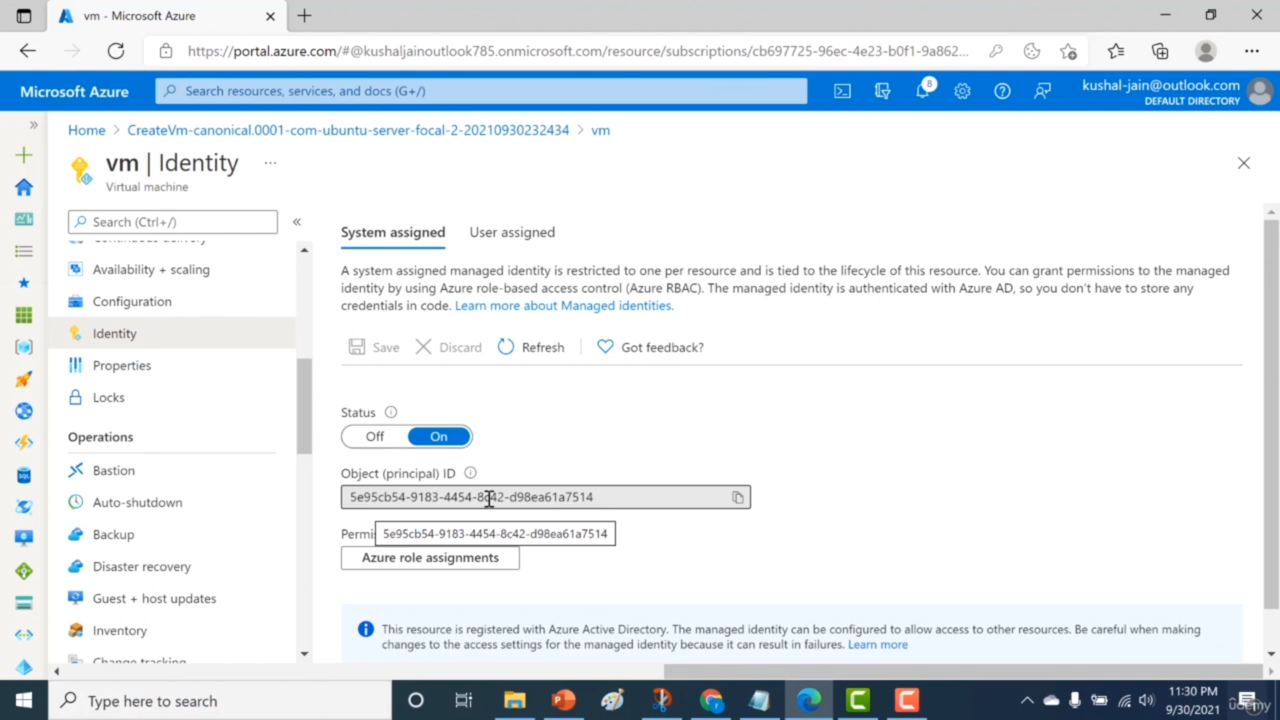 vm - Microsoft Azure
https://portal.azure.com/#@kushaljainoutlook785.onmicrosoft.com/resource/subscriptions/cb697725-96ec-4e23-b0f1-9a862...
Microsoft Azure
Search resources, services, and docs (G+/)
8
kushal-jain@outlook.com
DEFAULT DIRECTORY
Home > CreateVm-canonical.0001-com-ubuntu-server-focal-2-20210930232434 > vm
vm | Identity ...
Virtual machine
Search (Ctrl+/)
Continuous delivery
Availability + scaling
Configuration
Identity
Properties
Locks
Operations
Bastion
Auto-shutdown
Backup
Disaster recovery
Guest + host updates
Inventory
Change tracking
System assigned User assigned
A system assigned managed identity is restricted to one per resource and is tied to the lifecycle of this resource. You can grant permissions to the managed
identity by using Azure role-based access control (Azure RBAC). The managed identity is authenticated with Azure AD, so you don't have to store any
credentials in code. Learn more about Managed identities.
Save Discard Refresh Got feedback?
Status
Off On
Object (principal) ID
5e95cb54-9183-4454-8c42-d98ea61a7514
Permis
5e95cb54-9183-4454-8c42-d98ea61a7514
Azure role assignments
This resource is registered with Azure Active Directory. The managed identity can be configured to allow access to other resources. Be careful when making
changes to the access settings for the managed identity because it can result in failures. Learn more
Type here to search
11:30 PM
9/30/2021
udemy